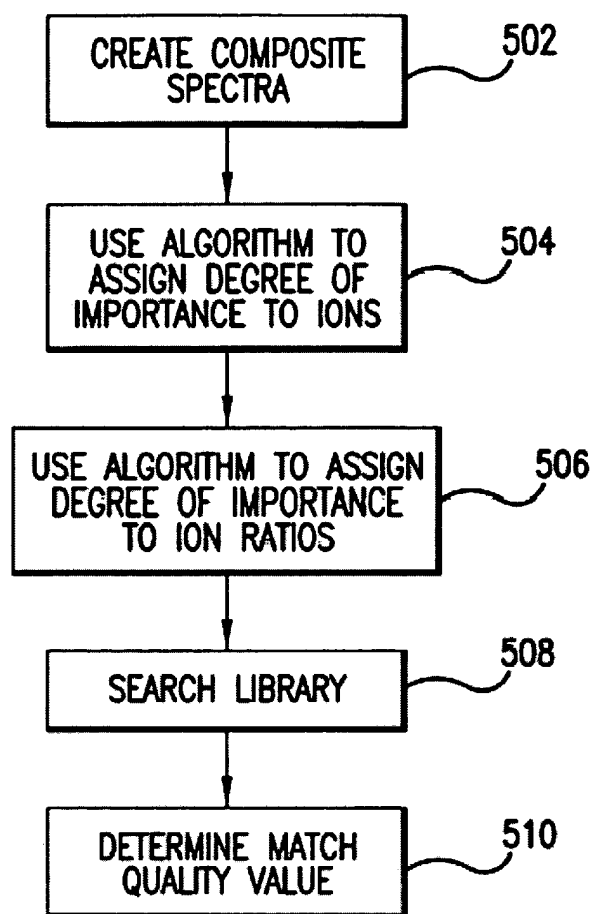 CREATE COMPOSITE
SPECTRA
502
USE ALGORITHM TO
ASSIGN DEGREE OF
IMPORTANCE TO IONS
504
USE ALGORITHM TO ASSIGN
DEGREE OF IMPORTANCE
TO ION RATIOS
506
SEARCH LIBRARY
508
DETERMINE MATCH
QUALITY VALUE
510